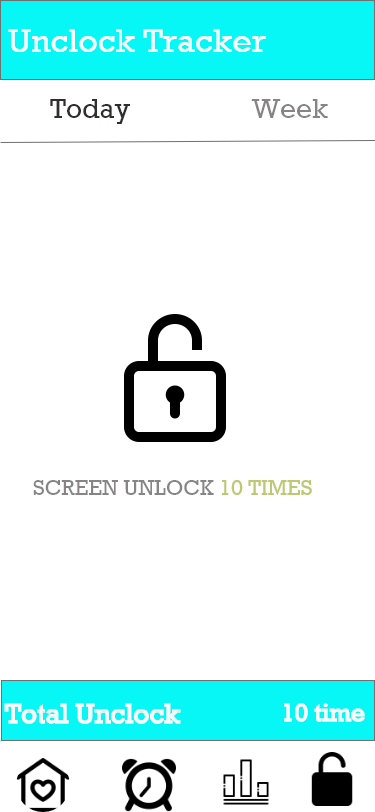 Unclock Tracker
Today Week
SCREEN UNLOCK 10 TIMES
Total Unclock 10 time